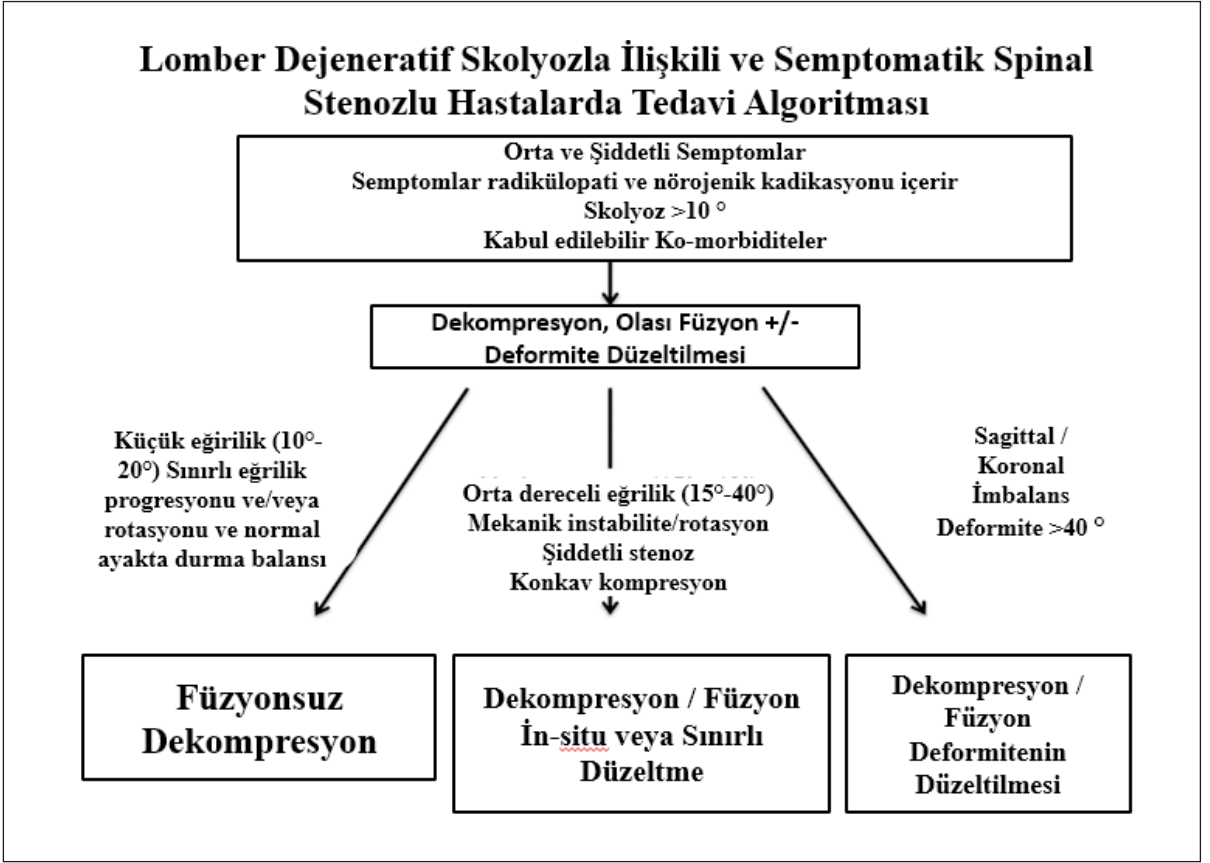 Lomber Dejeneratif Skolyozla İlişkili ve Semptomatik Spinal
Stenozlu Hastalarda Tedavi Algoritması
Orta ve Şiddetli Semptomlar
Semptomlar radikülopati ve nörojenik kadikasyonu içerir
Skolyoz >10 °
Kabul edilebilir Ko-morbiditeler
Dekompresyon, Olası Füzyon +/-
Deformite Düzeltilmesi
Küçük eğirilik (10°-
20°) Sınırlı eğrilik
progresyonu ve/veya
rotasyonu ve normal
ayakta durma balansı
Orta dereceli eğrilik (15°-40°)
Mekanik instabilite/rotasyon
Şiddetli stenoz
Konkav kompresyon
Sagittal /
Koronal
İmbalans
Deformite >40 °
Füzyonsuz
Dekompresyon
Dekompresyon / Füzyon
İn-situ veya Sınırlı
Düzeltme
Dekompresyon /
Füzyon
Deformitenin
Düzeltilmesi